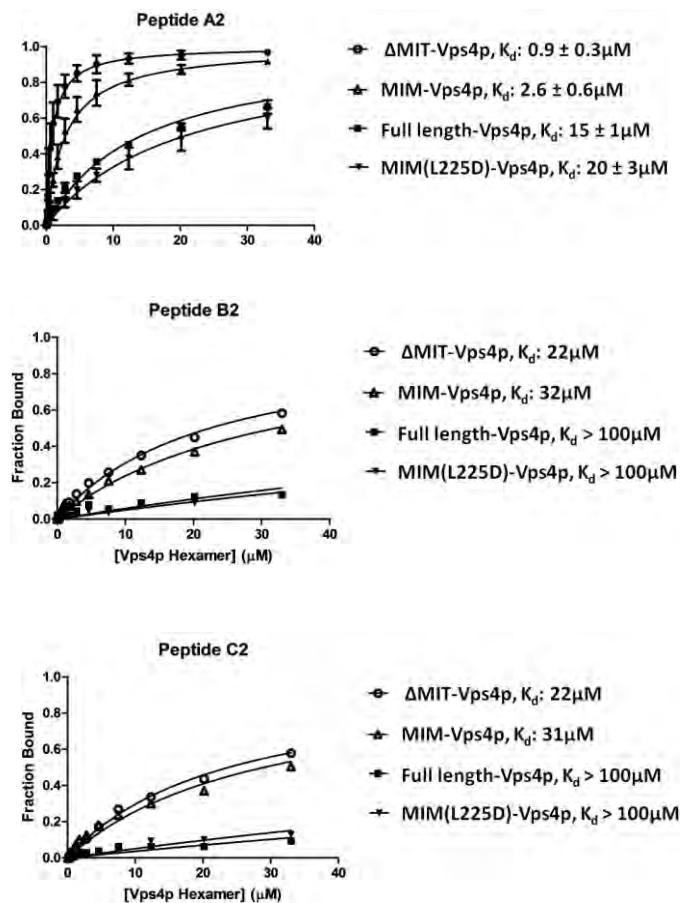 Peptide A2
1.0
0.8
0.6
0.4
0.2
0.0
0
10
20
30
40
ΔMIT-Vps4p, Kd: 0.9 ± 0.3μM
MIM-Vps4p, Kd: 2.6 ± 0.6μM
Full length-Vps4p, Kd: 15 ± 1μM
MIM(L225D)-Vps4p, Kd: 20 ± 3μM
Peptide B2
Fraction Bound
1.0
0.8
0.6
0.4
0.2
0.0
0
10
20
30
40
[Vps4p Hexamer] (μM)
ΔMIT-Vps4p, Kd: 22μM
MIM-Vps4p, Kd: 32μM
Full length-Vps4p, Kd > 100μM
MIM(L225D)-Vps4p, Kd > 100μM
Peptide C2
Fraction Bound
1.0
0.8
0.6
0.4
0.2
0.0
0
10
20
30
40
[Vps4p Hexamer] (μM)
ΔMIT-Vps4p, Kd: 22μM
MIM-Vps4p, Kd: 31μM
Full length-Vps4p, Kd > 100μM
MIM(L225D)-Vps4p, Kd > 100μM